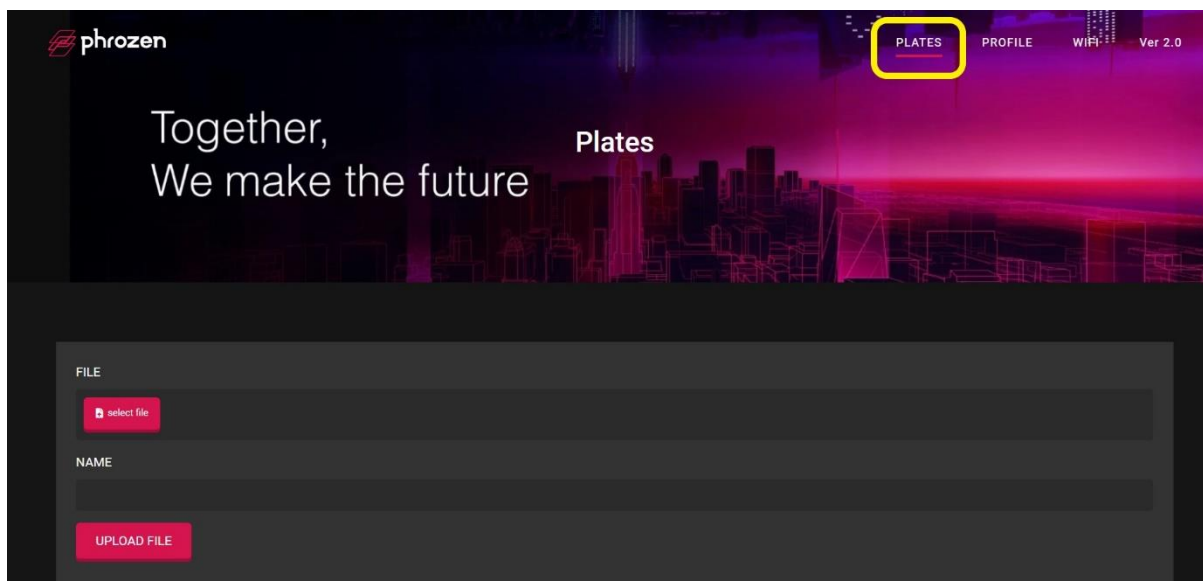 phrozen
PLATES PROFILE WIFI Ver 2.0
Together,
We make the future
Plates
FILE
select file
NAME
UPLOAD FILE